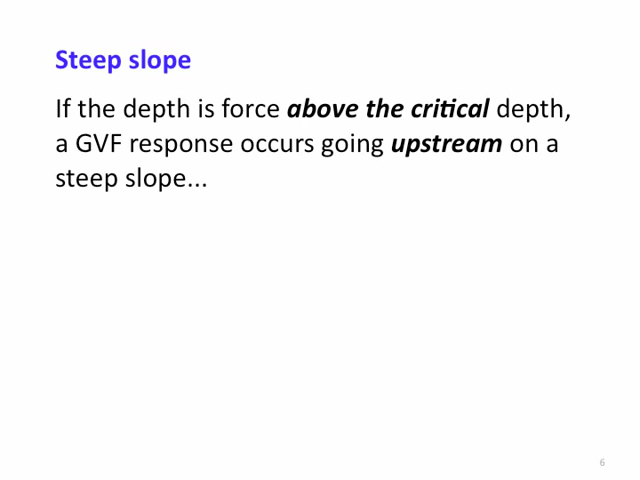 Steep slope
If the depth is force above the critical depth,
a GVF response occurs going upstream on a
steep slope...
6